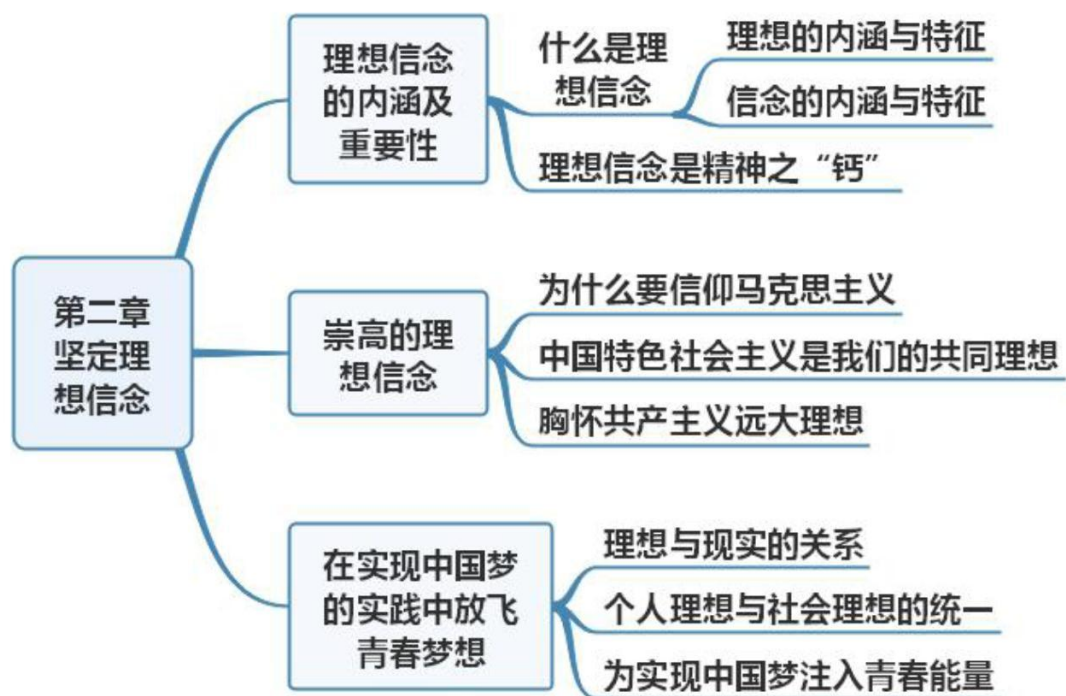 第二章
坚定理
想信念
理想信念
的内涵及
重要性
什么是理
想信念
理想的内涵与特征
信念的内涵与特征
理想信念是精神之“钙”
崇高的理
想信念
为什么要信仰马克思主义
中国特色社会主义是我们的共同理想
胸怀共产主义远大理想
在实现中国梦
的实践中放飞
青春梦想
理想与现实的关系
个人理想与社会理想的统一
为实现中国梦注入青春能量